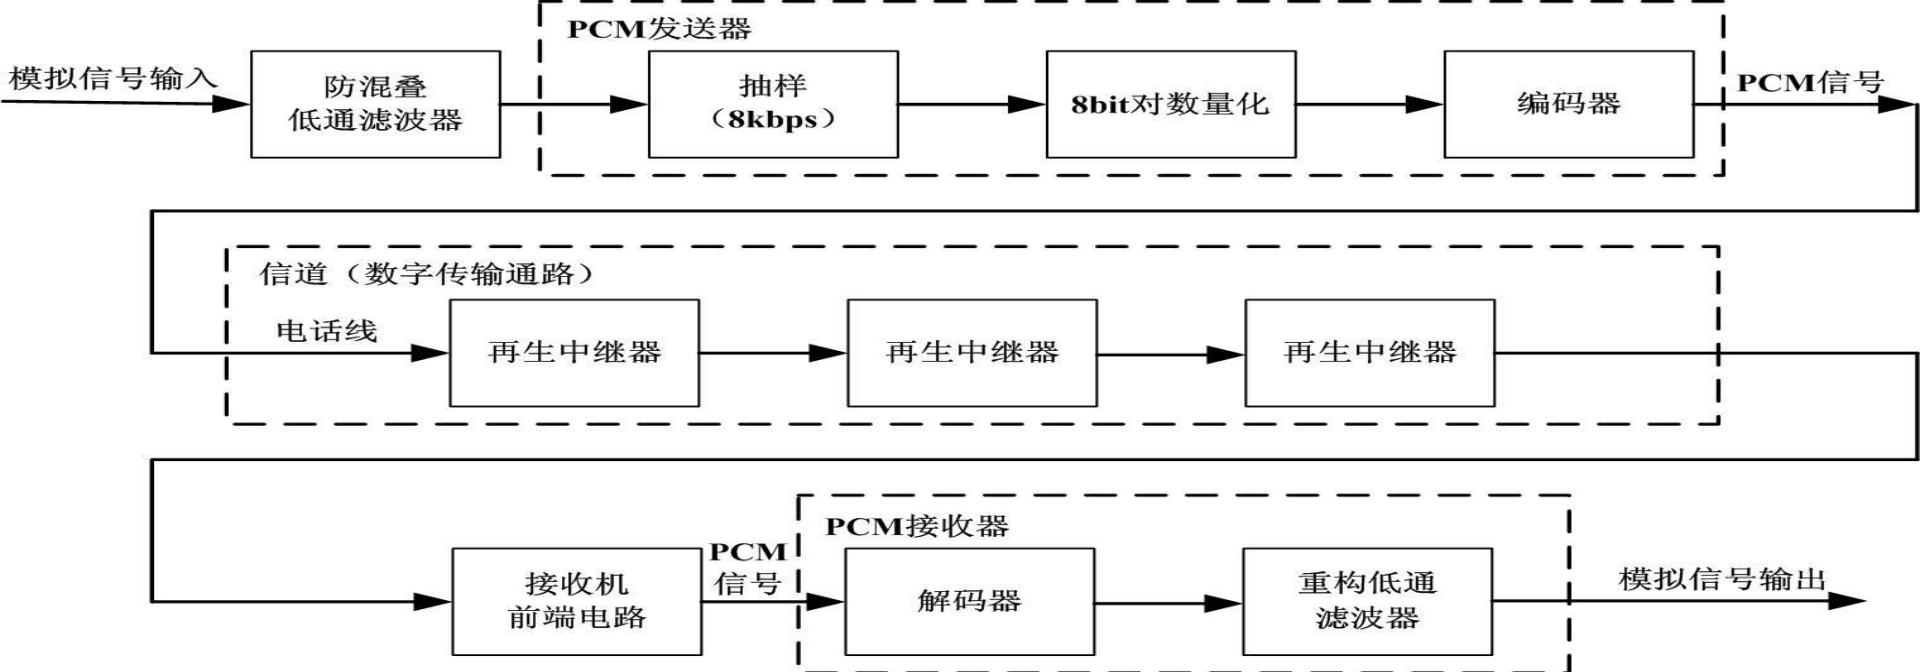 PCM发送器
模拟信号输入
防混叠
低通滤波器
抽样
（8kbps）
8bit对数量化
编码器
PCM信号
信道（数字传输通路）
电话线
再生中继器
再生中继器
再生中继器
PCM接收器
接收机
前端电路
PCM
信号
解码器
重构低通
滤波器
模拟信号输出